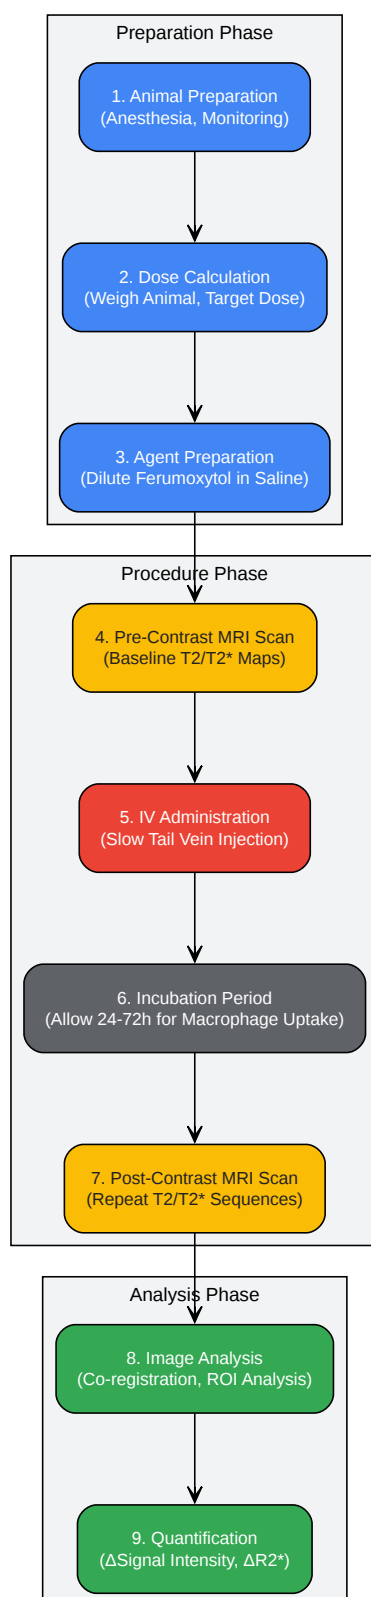 Preparation Phase
1. Animal Preparation
(Anesthesia, Monitoring)
2. Dose Calculation
(Weigh Animal, Target Dose)
3. Agent Preparation
(Dilute Ferumoxytol in Saline)
Procedure Phase
4. Pre-Contrast MRI Scan
(Baseline T2/T2* Maps)
5. IV Administration
(Slow Tail Vein Injection)
6. Incubation Period
(Allow 24-72h for Macrophage Uptake)
7. Post-Contrast MRI Scan
(Repeat T2/T2* Sequences)
Analysis Phase
8. Image Analysis
(Co-registration, ROI Analysis)
9. Quantification
(ΔSignal Intensity, ΔR2*)